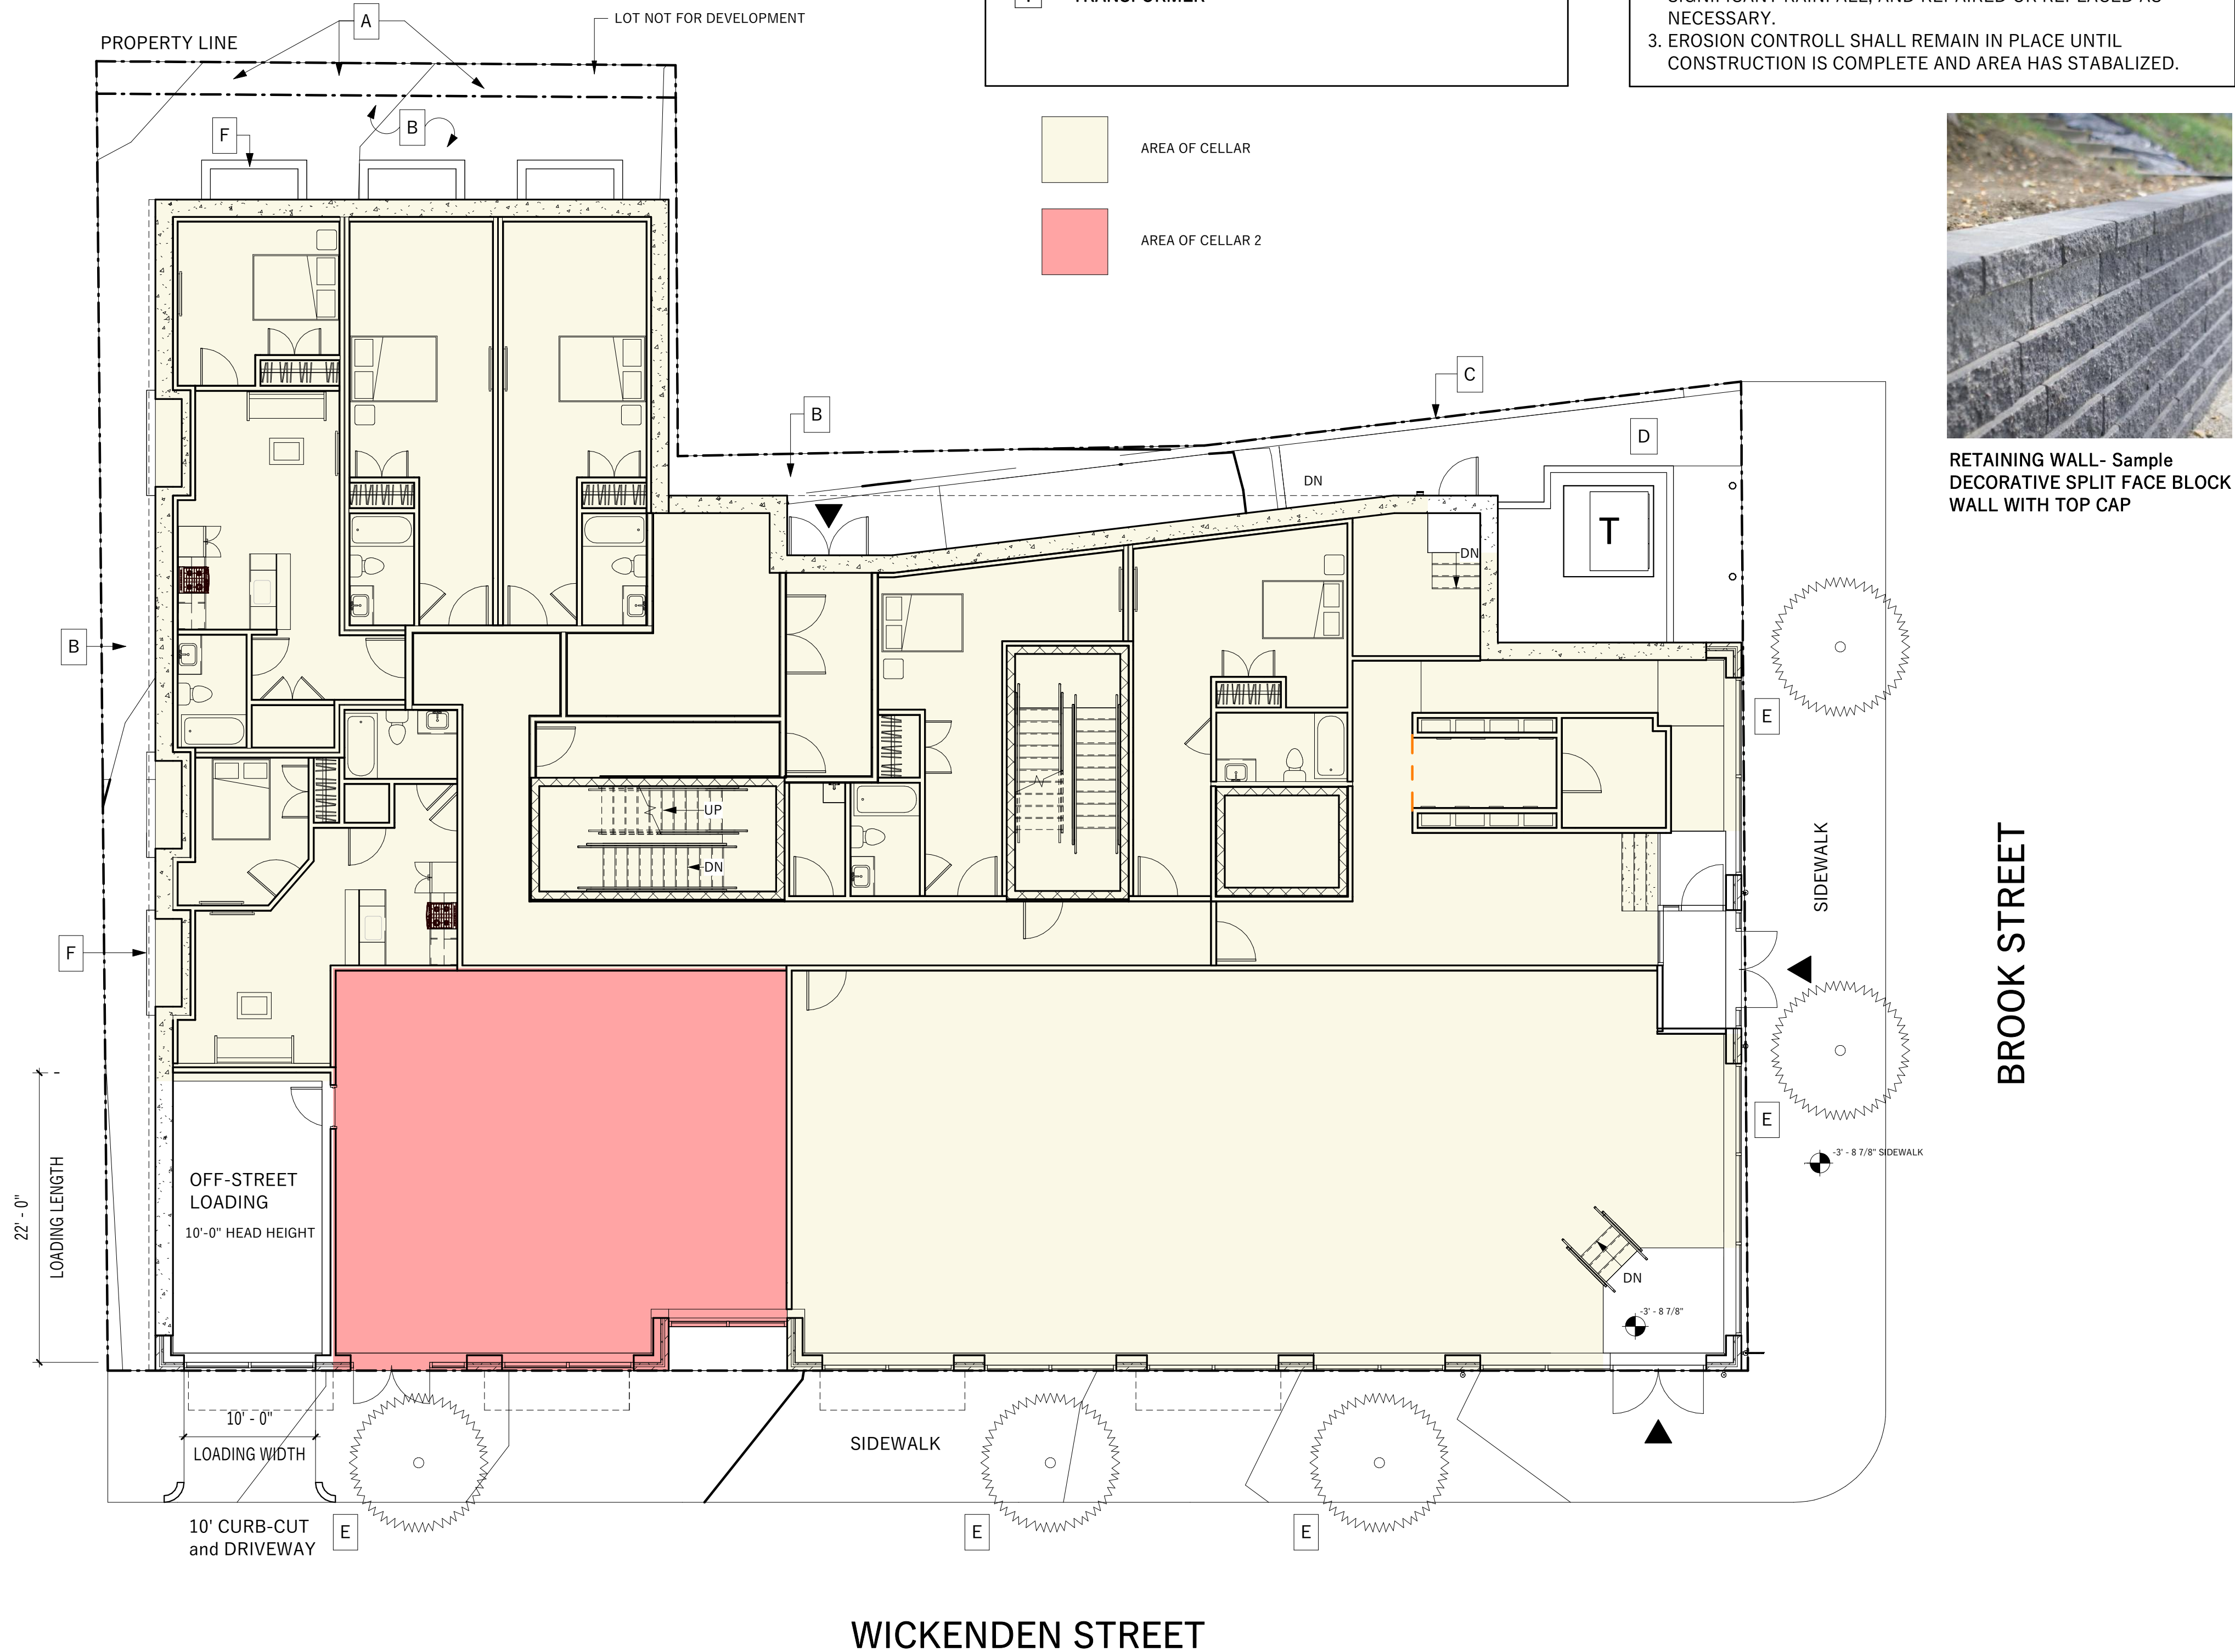 TRANSFORMER
NECESSARY.
3. EROSION CONTROLL SHALL REMAIN IN PLACE UNTIL
CONSTRUCTION IS COMPLETE AND AREA HAS STABALIZED.
A
LOT NOT FOR DEVELOPMENT
PROPERTY LINE
F
B
AREA OF CELLAR
AREA OF CELLAR 2
RETAINING WALL- Sample
DECORATIVE SPLIT FACE BLOCK
WALL WITH TOP CAP
C
B
D
DN
T
DN
B
E
UP
DN
SIDEWALK
BROOK STREET
F
E
-3' - 8 7/8" SIDEWALK
22' - 0"
LOADING LENGTH
OFF-STREET
LOADING
10'-0" HEAD HEIGHT
DN
-3' - 8 7/8"
10' - 0"
LOADING WIDTH
SIDEWALK
10' CURB-CUT
and DRIVEWAY
E
E
E
WICKENDEN STREET